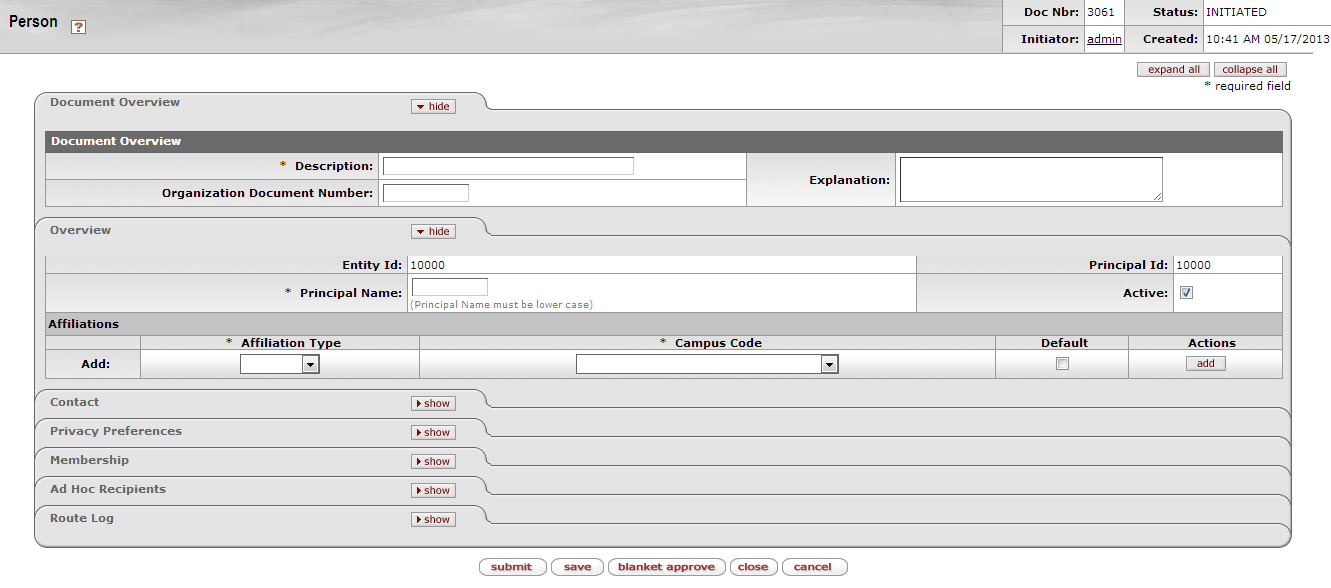 Person ?
Doc Nbr: 3061 Status: INITIATED
Initiator: admin Created: 10:41 AM 05/17/2013
expand all collapse all
* required field
Document Overview hide
Document Overview
* Description:
Explanation:
Organization Document Number:
Overview hide
Entity Id: 10000 Principal Id: 10000
* Principal Name: Active:
(Principal Name must be lower case)
Affiliations
* Affiliation Type * Campus Code Default Actions
Add: add
Contact show
Privacy Preferences show
Membership show
Ad Hoc Recipients show
Route Log show
submit save blanket approve close cancel